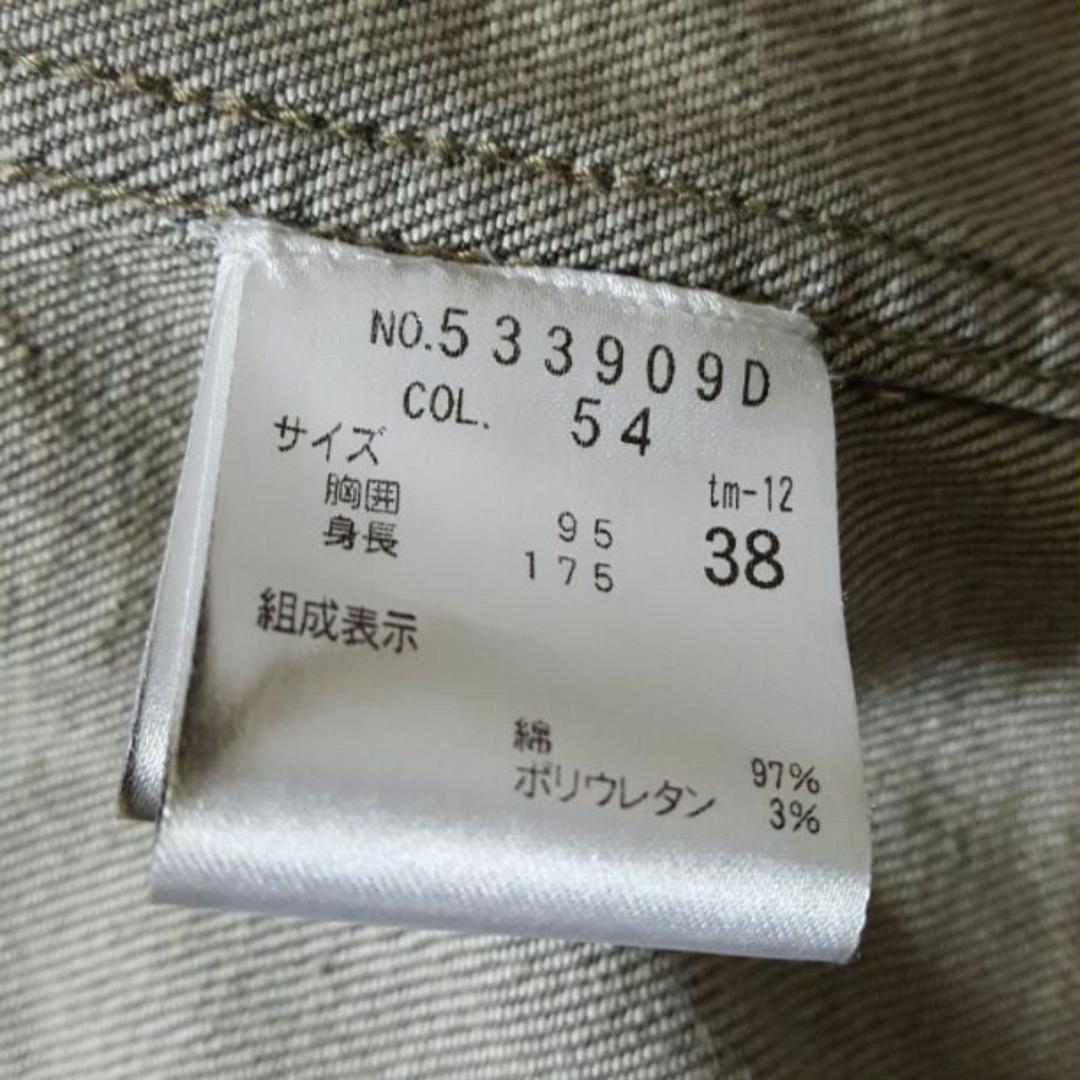 NO.533909D
COL. 54
サイズ tm-12
胸囲 95 38
身長 175
組成表示
綿 97%
ポリウレタン 3%